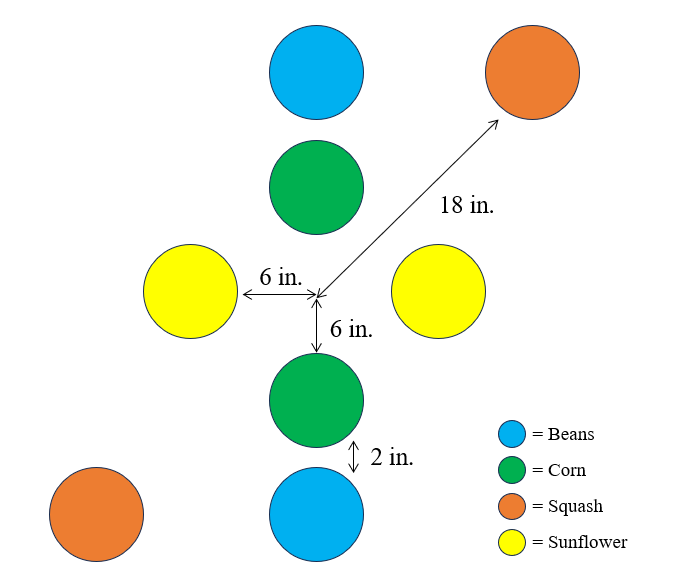 18 in.
6 in.
6 in.
2 in.
= Beans
= Corn
= Squash
= Sunflower